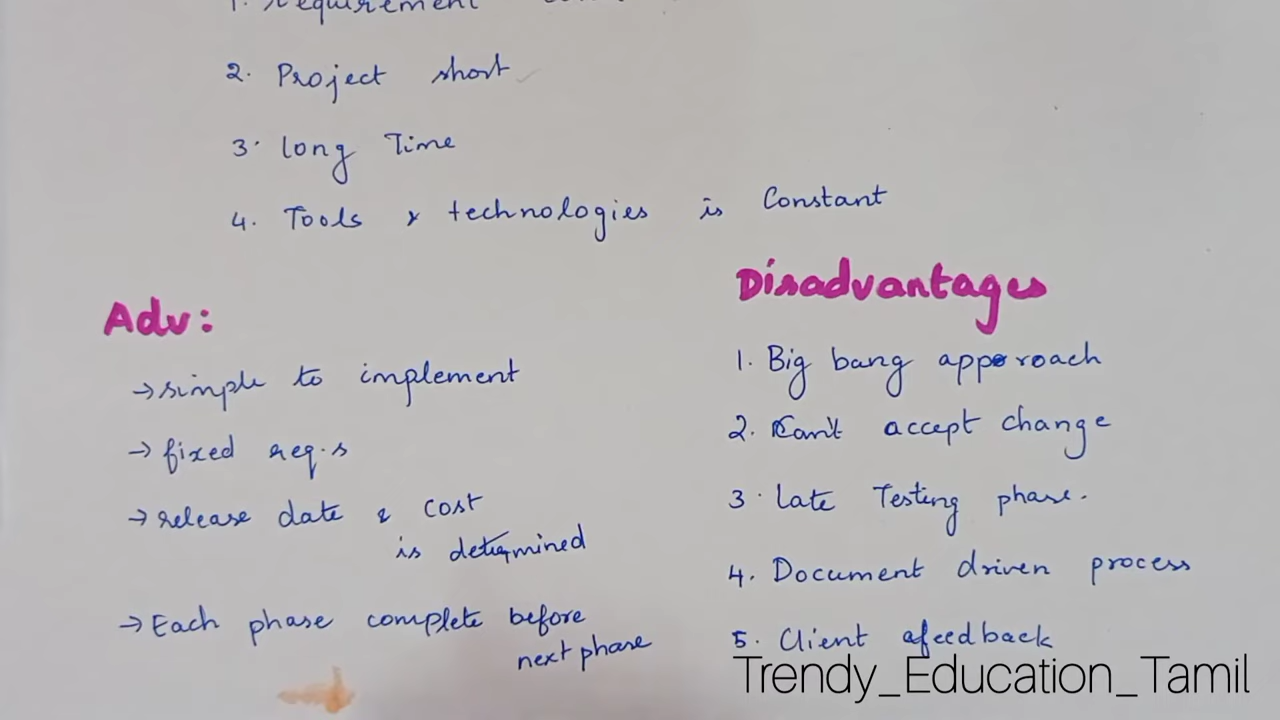 1. Requirement
2. Project short
3. Long Time
4. Tools & technologies is Constant
Adv:
→ simple to implement
→ fixed req.s
→ release date & cost
is determined
→ Each phase complete before
next phase
Disadvantages
1. Big bang approach
2. Can't accept change
3. Late Testing phase.
4. Document driven process
5. Client feedback
Trendy_Education_Tamil